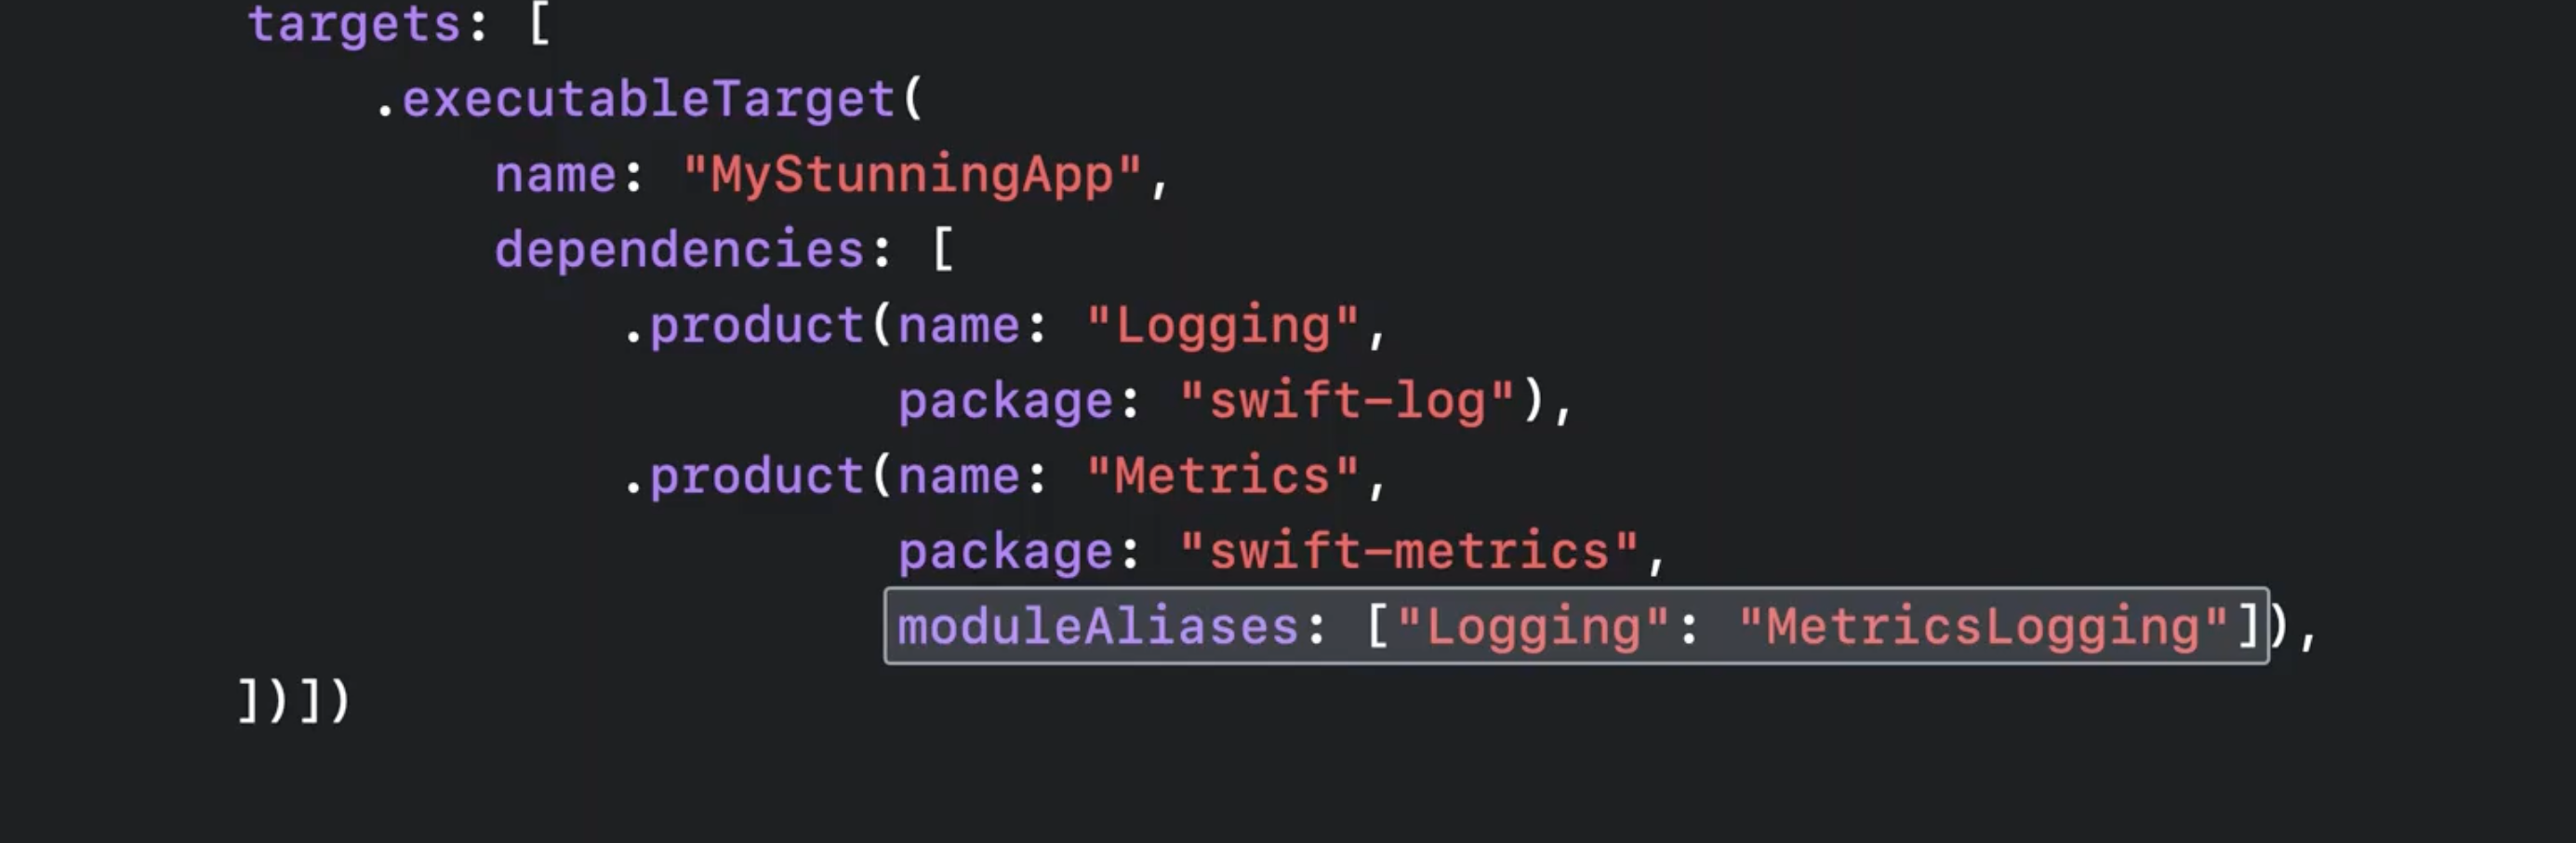 targets: [
.executableTarget(
name: "MyStunningApp",
dependencies: [
.product(name: "Logging",
package: "swift-log"),
.product(name: "Metrics",
package: "swift-metrics",
moduleAliases: ["Logging": "MetricsLogging"]),
])])